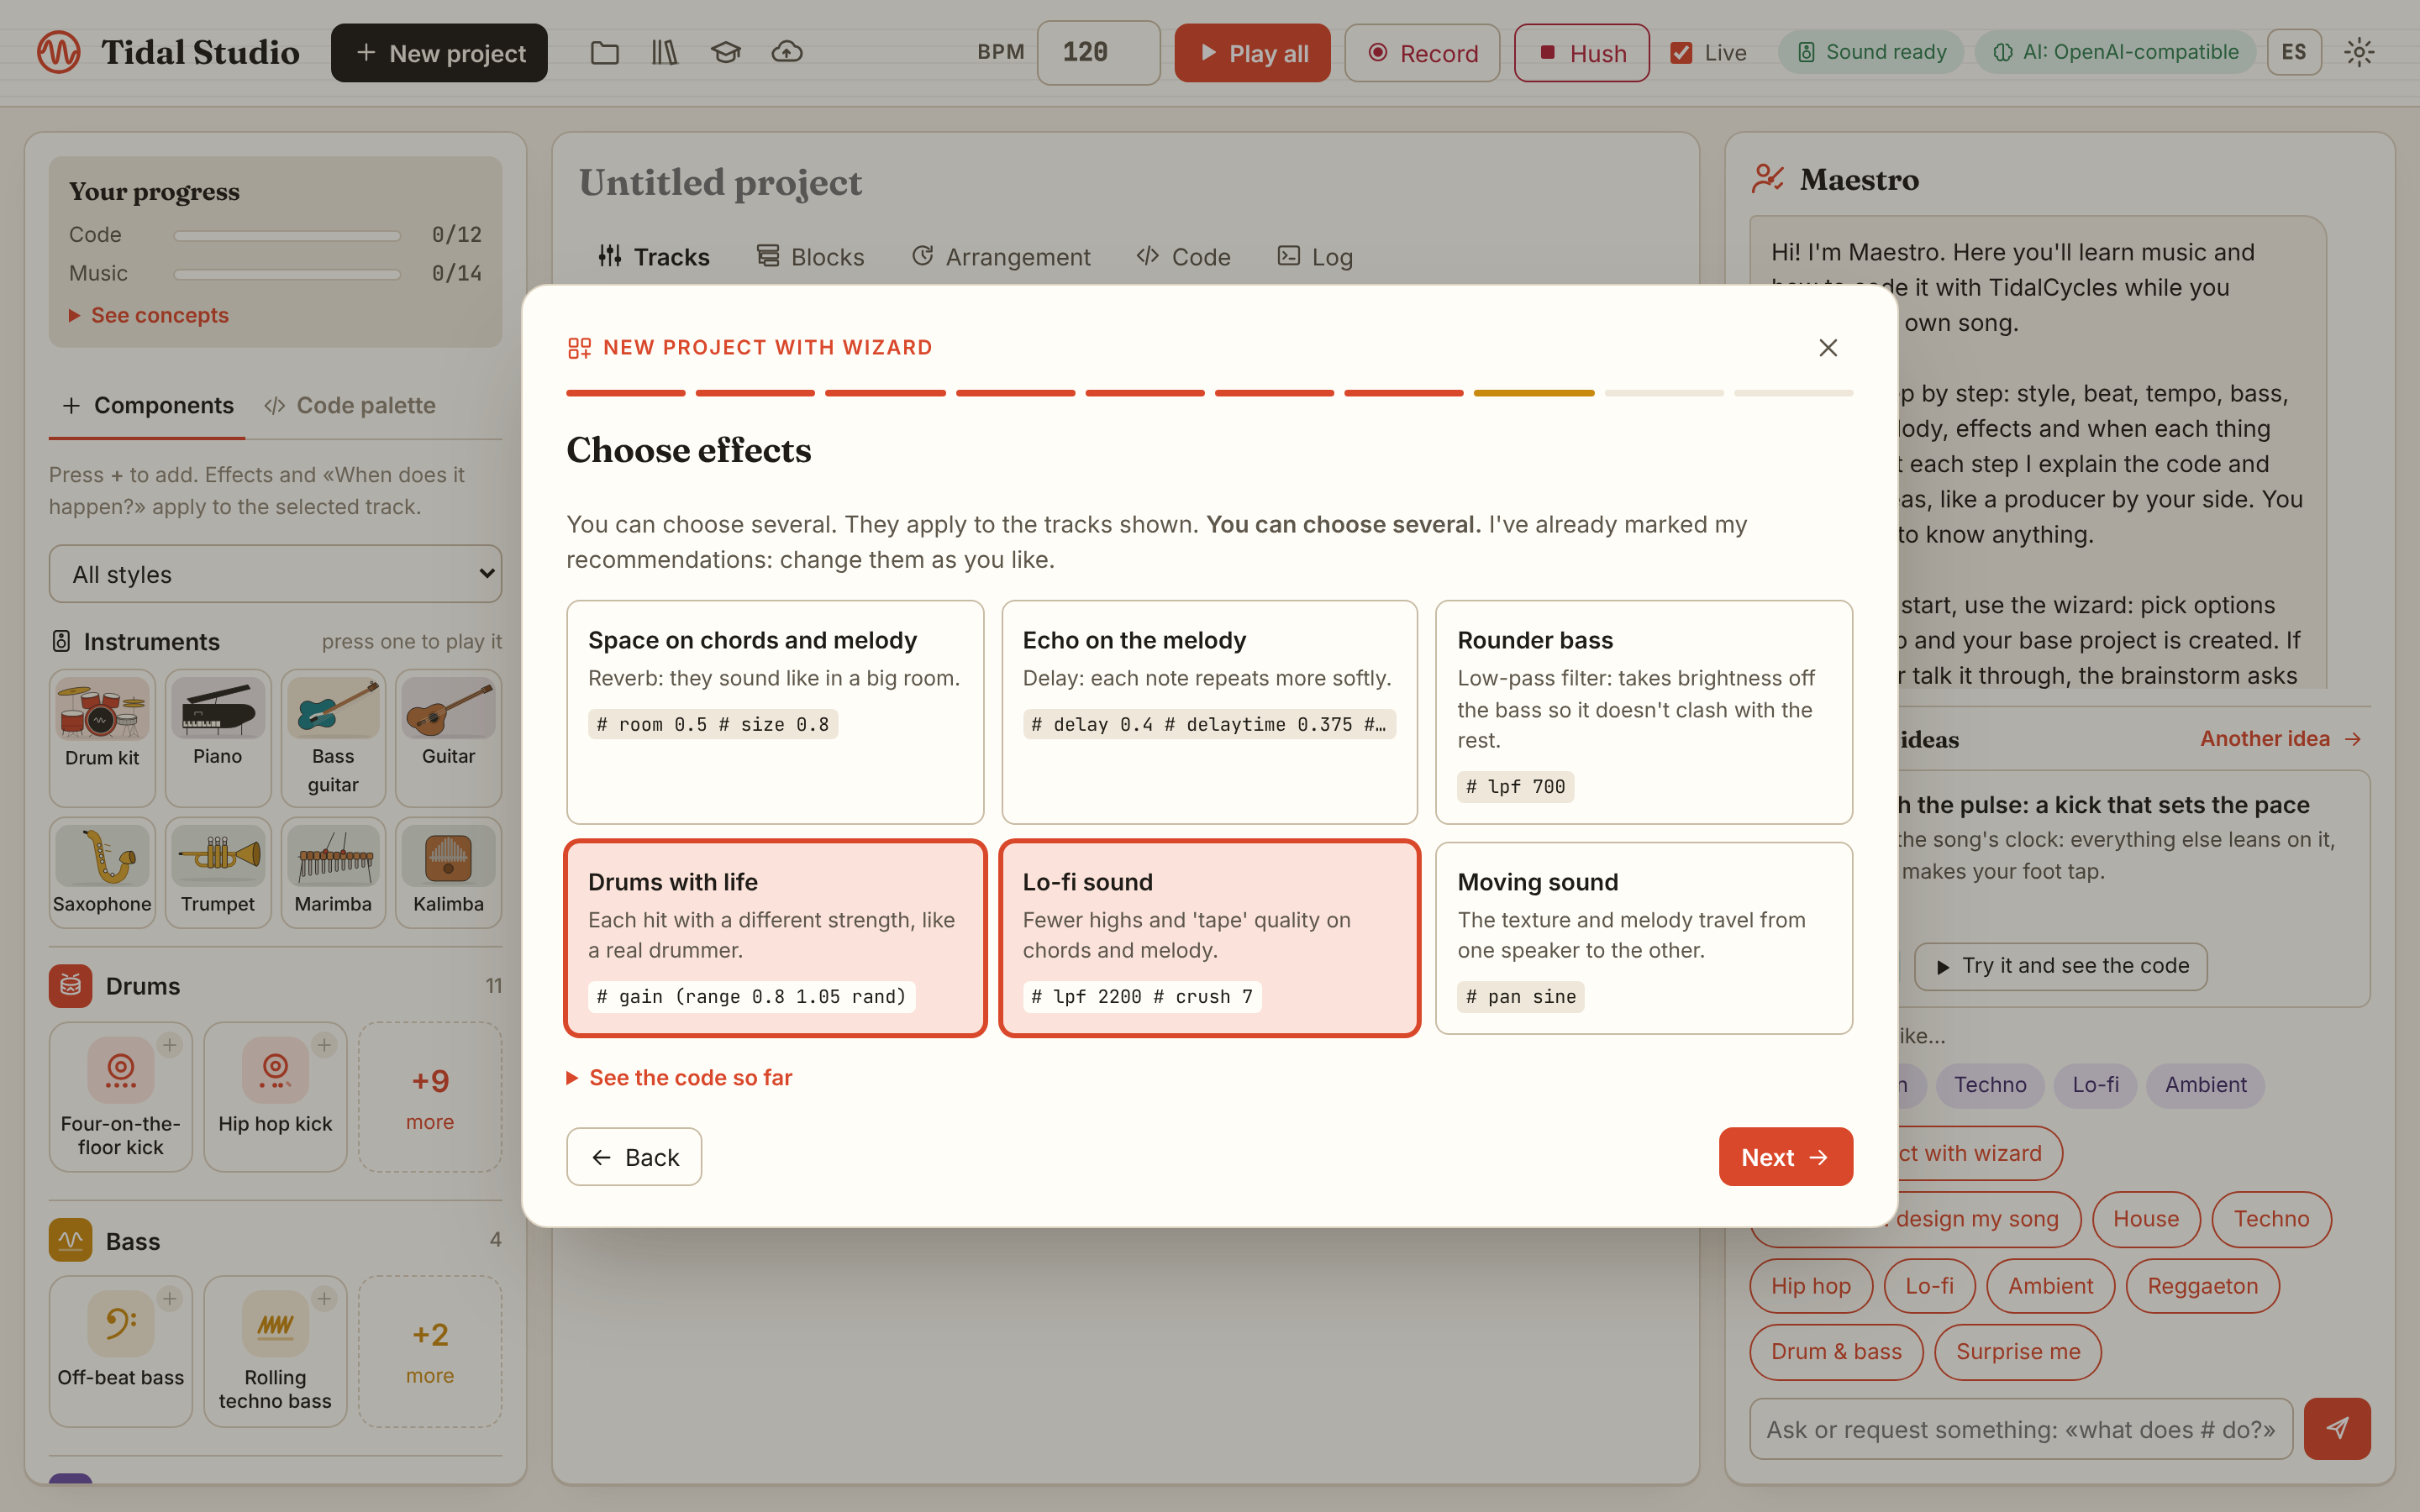 Tidal Studio
New project
BPM
120
Play all
Record
Hush
Live
Sound ready
AI: OpenAI-compatible
ES
Your progress
Code 0/12
Music 0/14
See concepts
Components
Code palette
Press + to add. Effects and «When does it
happen?» apply to the selected track.
All styles
Instruments
press one to play it
Drum kit
Piano
Bass
guitar
Guitar
Saxophone
Trumpet
Marimba
Kalimba
Drums
11
Four-on-the-
floor kick
Hip hop kick
+9
more
Bass
4
Off-beat bass
Rolling
techno bass
+2
more
Untitled project
Tracks
Blocks
Arrangement
Code
Log
NEW PROJECT WITH WIZARD
Choose effects
You can choose several. They apply to the tracks shown. You can choose several. I've already marked my
recommendations: change them as you like.
Space on chords and melody
Reverb: they sound like in a big room.
# room 0.5 # size 0.8
Echo on the melody
Delay: each note repeats more softly.
# delay 0.4 # delaytime 0.375 #…
Rounder bass
Low-pass filter: takes brightness off
the bass so it doesn't clash with the
rest.
# lpf 700
Drums with life
Each hit with a different strength, like
a real drummer.
# gain (range 0.8 1.05 rand)
Lo-fi sound
Fewer highs and 'tape' quality on
chords and melody.
# lpf 2200 # crush 7
Moving sound
The texture and melody travel from
one speaker to the other.
# pan sine
See the code so far
Back
Next
Maestro
Hi! I'm Maestro. Here you'll learn music and
how to code it with TidalCycles while you
own song.
p by step: style, beat, tempo, bass,
lody, effects and when each thing
t each step I explain the code and
as, like a producer by your side. You
to know anything.
start, use the wizard: pick options
and your base project is created. If
r talk it through, the brainstorm asks
ideas
Another idea
h the pulse: a kick that sets the pace
the song's clock: everything else leans on it,
makes your foot tap.
Try it and see the code
ike...
Techno
Lo-fi
Ambient
ct with wizard
design my song
House
Techno
Hip hop
Lo-fi
Ambient
Reggaeton
Drum & bass
Surprise me
Ask or request something: «what does # do?»